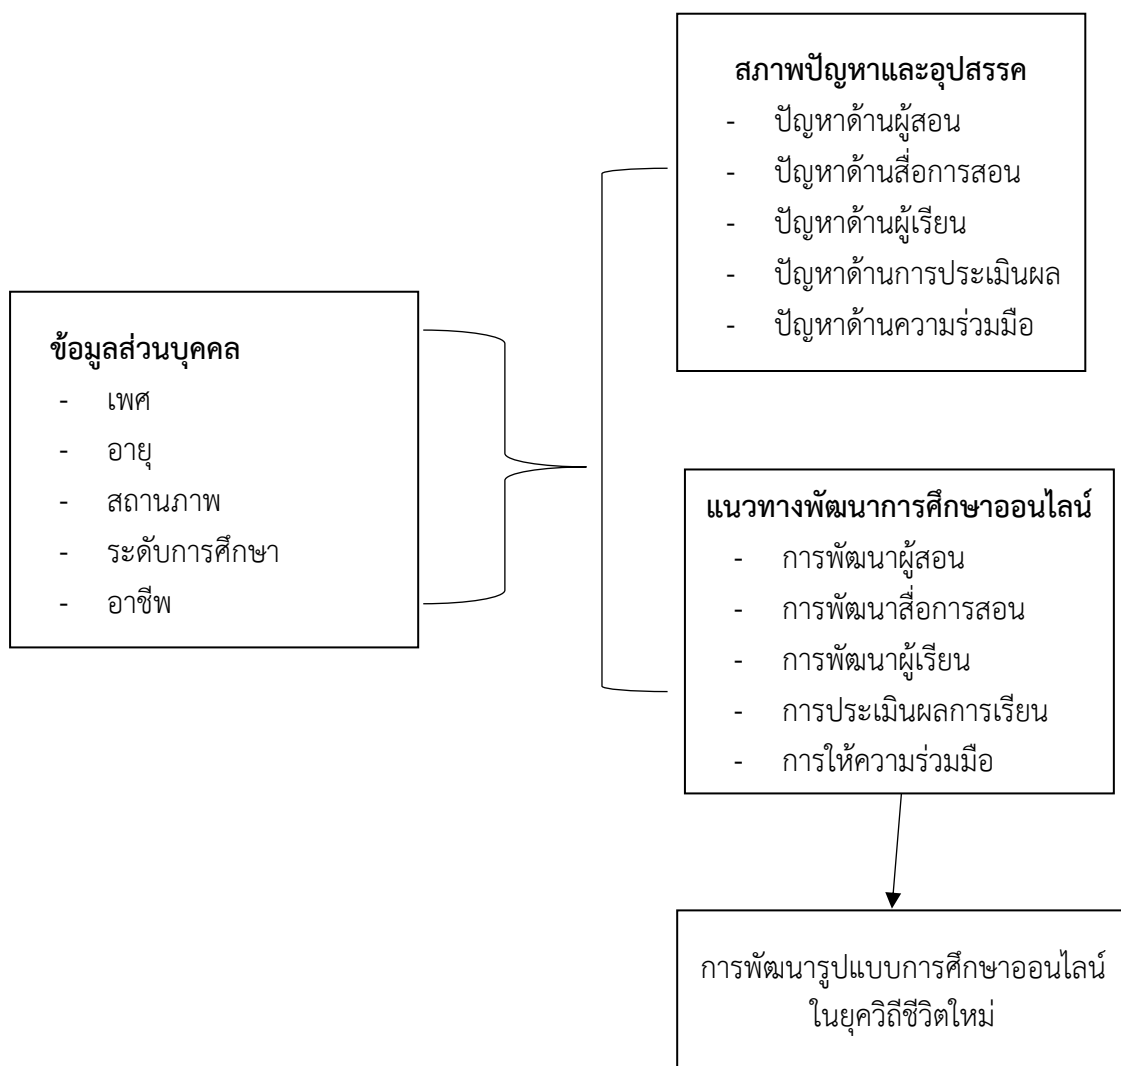 สภาพปัญหาและอุปสรรค
- ปัญหาด้านผู้สอน
- ปัญหาด้านสื่อการสอน
- ปัญหาด้านผู้เรียน
- ปัญหาด้านการประเมินผล
- ปัญหาด้านความร่วมมือ
ข้อมูลส่วนบุคคล
- เพศ
- อายุ
- สถานภาพ
- ระดับการศึกษา
- อาชีพ
แนวทางพัฒนาการศึกษาออนไลน์
- การพัฒนาผู้สอน
- การพัฒนาสื่อการสอน
- การพัฒนาผู้เรียน
- การประเมินผลการเรียน
- การให้ความร่วมมือ
การพัฒนารูปแบบการศึกษาออนไลน์
ในยุควิถีชีวิตใหม่